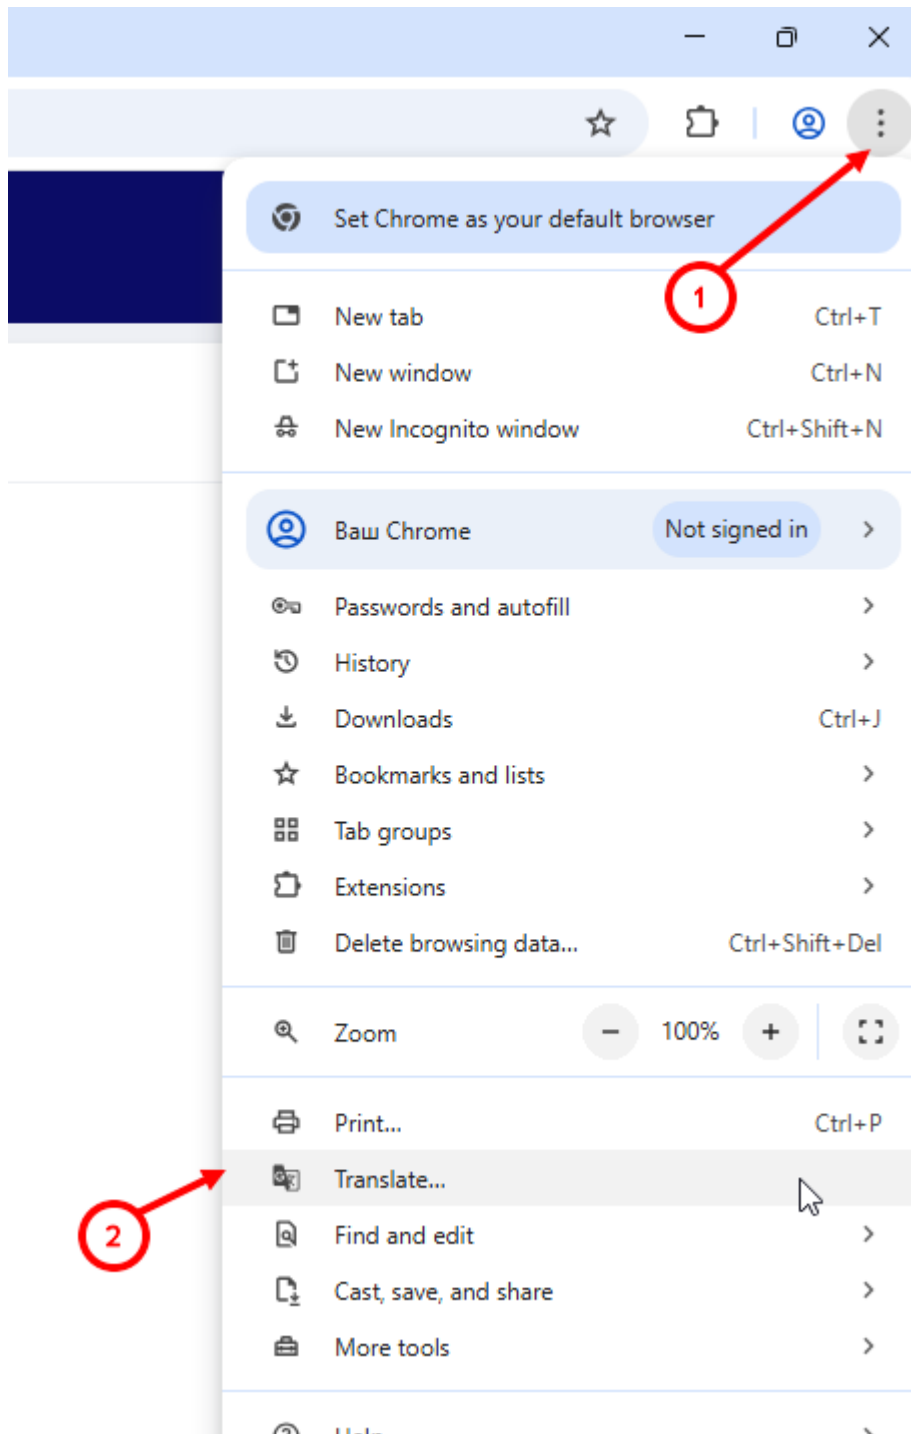 Set Chrome as your default browser
1
New tab Ctrl+T
New window Ctrl+N
New Incognito window Ctrl+Shift+N
Ваш Chrome Not signed in
Passwords and autofill
History
Downloads Ctrl+J
Bookmarks and lists
Tab groups
Extensions
Delete browsing data... Ctrl+Shift+Del
Zoom − 100% +
Print... Ctrl+P
Translate...
2
Find and edit
Cast, save, and share
More tools
Help